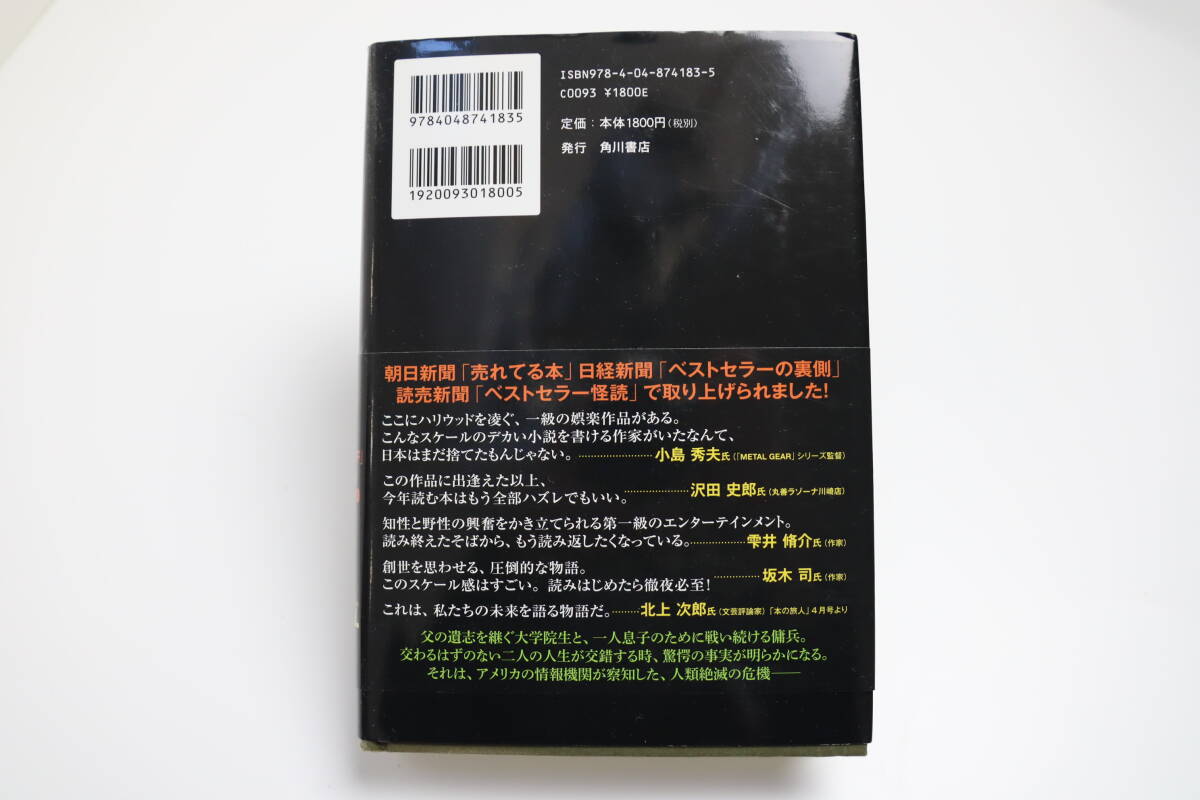 9784048741835
1920093018005
ISBN978-4-04-874183-5
C0093 ¥1800E
定価：本体1800円（税別）
発行　角川書店
朝日新聞「売れてる本」日経新聞「ベストセラーの裏側」
読売新聞「ベストセラー怪読」で取り上げられました！
ここにハリウッドを凌ぐ、一級の娯楽作品がある。
こんなスケールのデカい小説を書ける作家がいたなんて、
日本はまだ捨てたもんじゃない。……………………小島 秀夫氏（「METAL GEAR」シリーズ監督）
この作品に出逢えた以上、
今年読む本はもう全部ハズレでもいい。…………………沢田 史郎氏（丸善ラゾーナ川崎店）
知性と野性の興奮をかき立てられる第一級のエンターテインメント。
読み終えたそばから、もう読み返したくなっている。………………雫井 脩介氏（作家）
創世を思わせる、圧倒的な物語。
このスケール感はすごい。読みはじめたら徹夜必至！……………坂木 司氏（作家）
これは、私たちの未来を語る物語だ。………北上 次郎氏（文芸評論家）「本の旅人」4月号より
父の遺志を継ぐ大学院生と、一人息子のために戦い続ける傭兵。
交わるはずのない二人の人生が交錯する時、驚愕の事実が明らかになる。
それは、アメリカの情報機関が察知した、人類絶滅の危機――